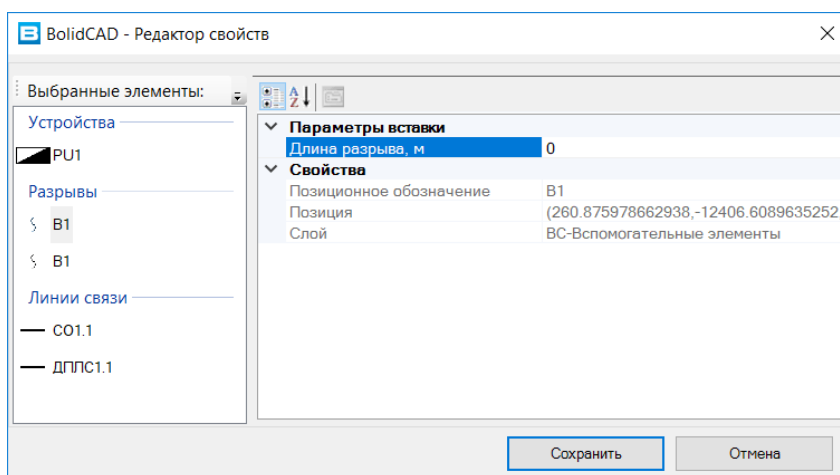 BolidCAD - Редактор свойств
Выбранные элементы:
Устройства
PU1
Разрывы
B1
B1
Линии связи
СО1.1
ДПЛС1.1
Параметры вставки
Длина разрыва, м 0
Свойства
Позиционное обозначение B1
Позиция (260.875978662938,-12406.6089635252
Слой ВС-Вспомогательные элементы
Сохранить Отмена